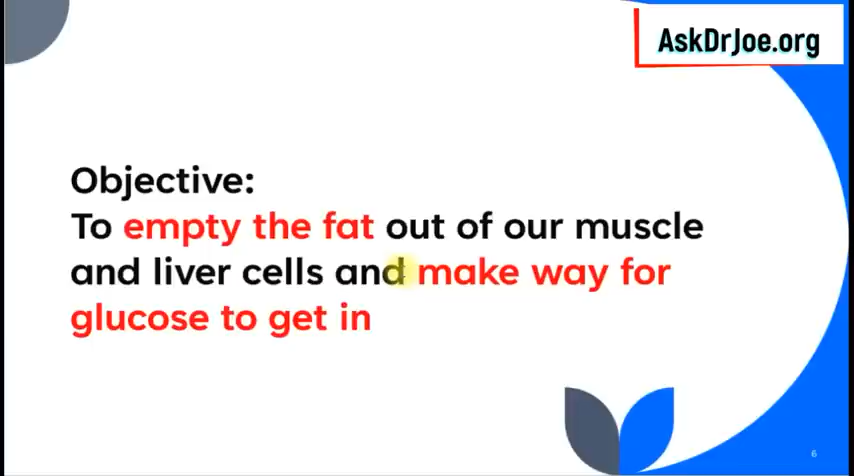 AskDrJoe.org
Objective:
To empty the fat out of our muscle
and liver cells and make way for
glucose to get in
6